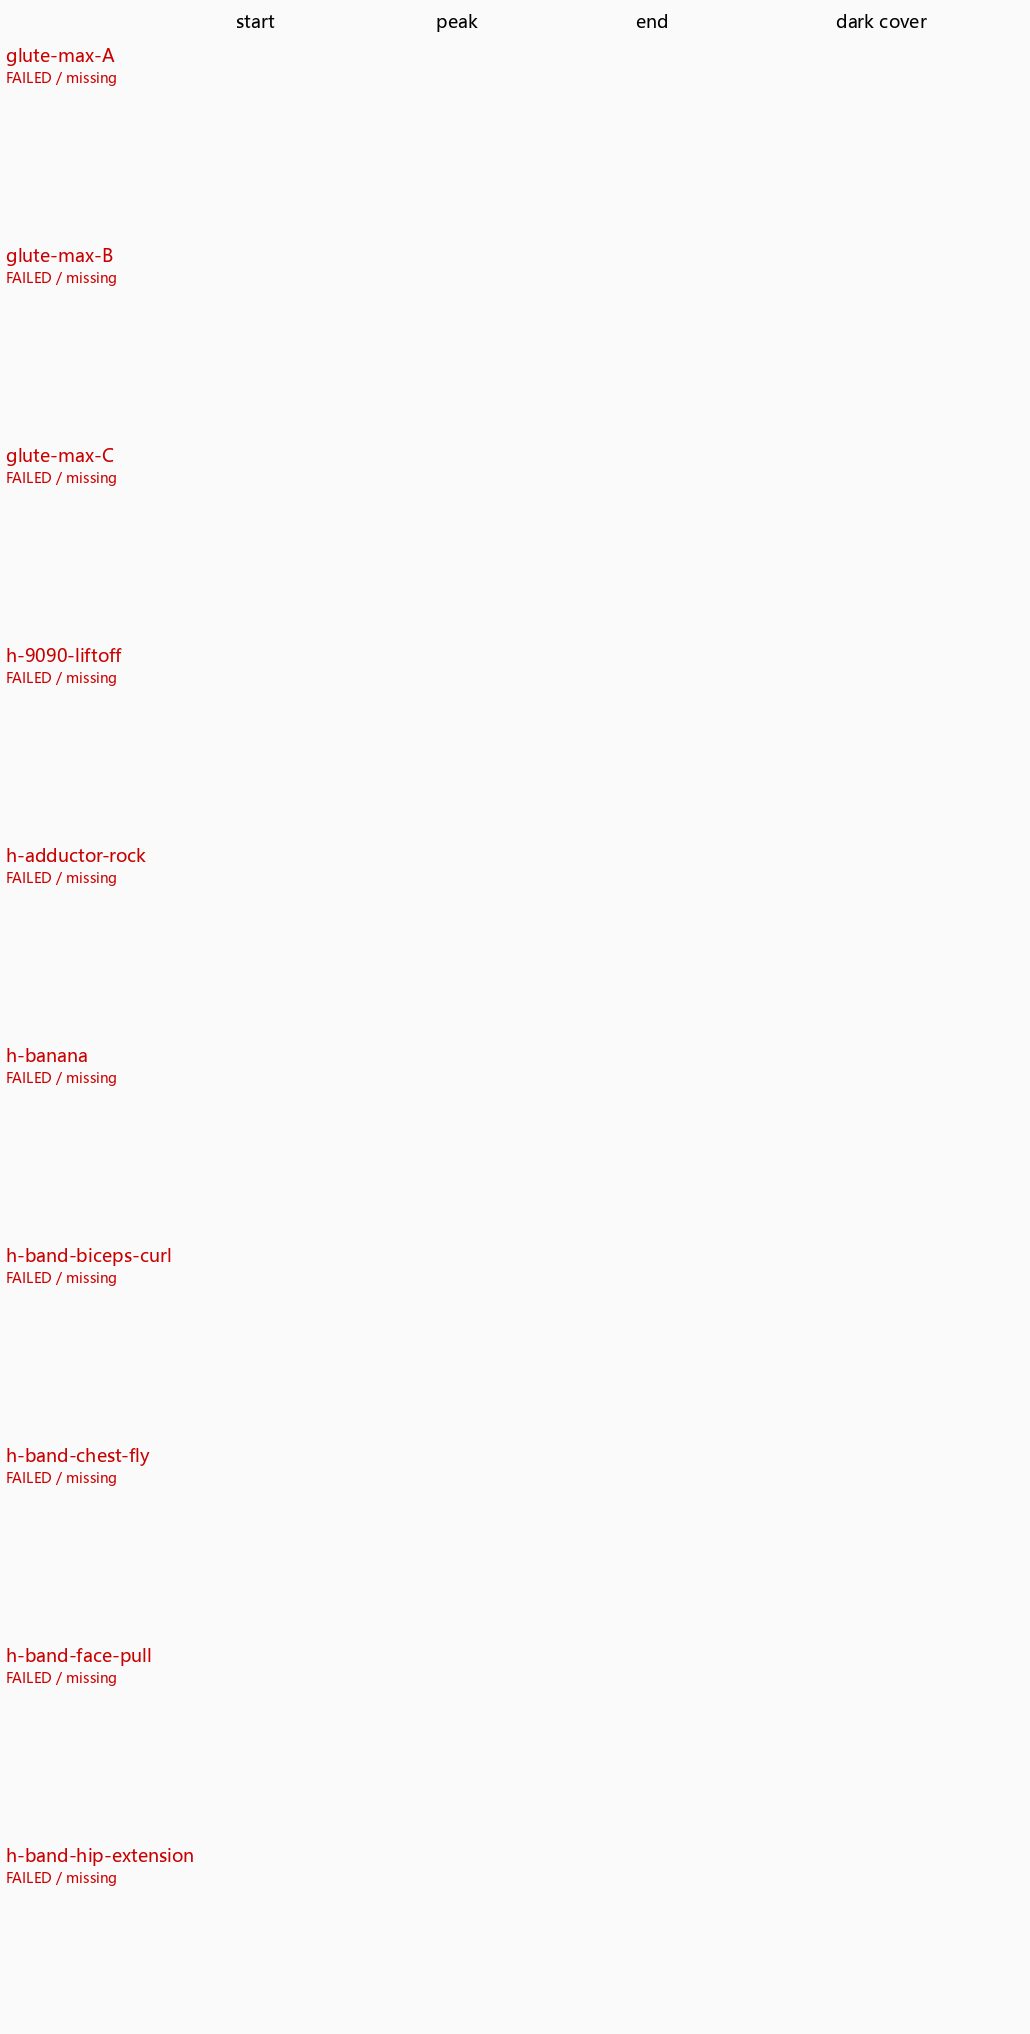 start peak end dark cover
glute-max-A
FAILED / missing
glute-max-B
FAILED / missing
glute-max-C
FAILED / missing
h-9090-liftoff
FAILED / missing
h-adductor-rock
FAILED / missing
h-banana
FAILED / missing
h-band-biceps-curl
FAILED / missing
h-band-chest-fly
FAILED / missing
h-band-face-pull
FAILED / missing
h-band-hip-extension
FAILED / missing